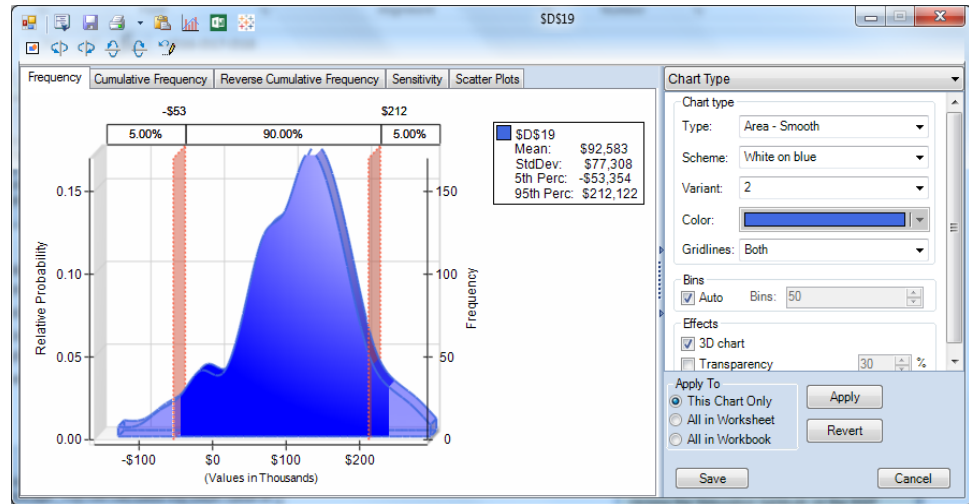 $D$19
Frequency
Cumulative Frequency
Reverse Cumulative Frequency
Sensitivity
Scatter Plots
-$53
$212
5.00%
90.00%
5.00%
$D$19
Mean: $92,583
StdDev: $77,308
5th Perc: -$53,354
95th Perc: $212,122
Relative Probability
0.15
0.10
0.05
0.00
Frequency
150
100
50
0
-$100
$0
$100
$200
(Values in Thousands)
Chart Type
Chart type
Type: Area - Smooth
Scheme: White on blue
Variant: 2
Color:
Gridlines: Both
Bins
Auto Bins: 50
Effects
3D chart
Transparency 30 %
Apply To
This Chart Only
All in Worksheet
All in Workbook
Apply
Revert
Save
Cancel